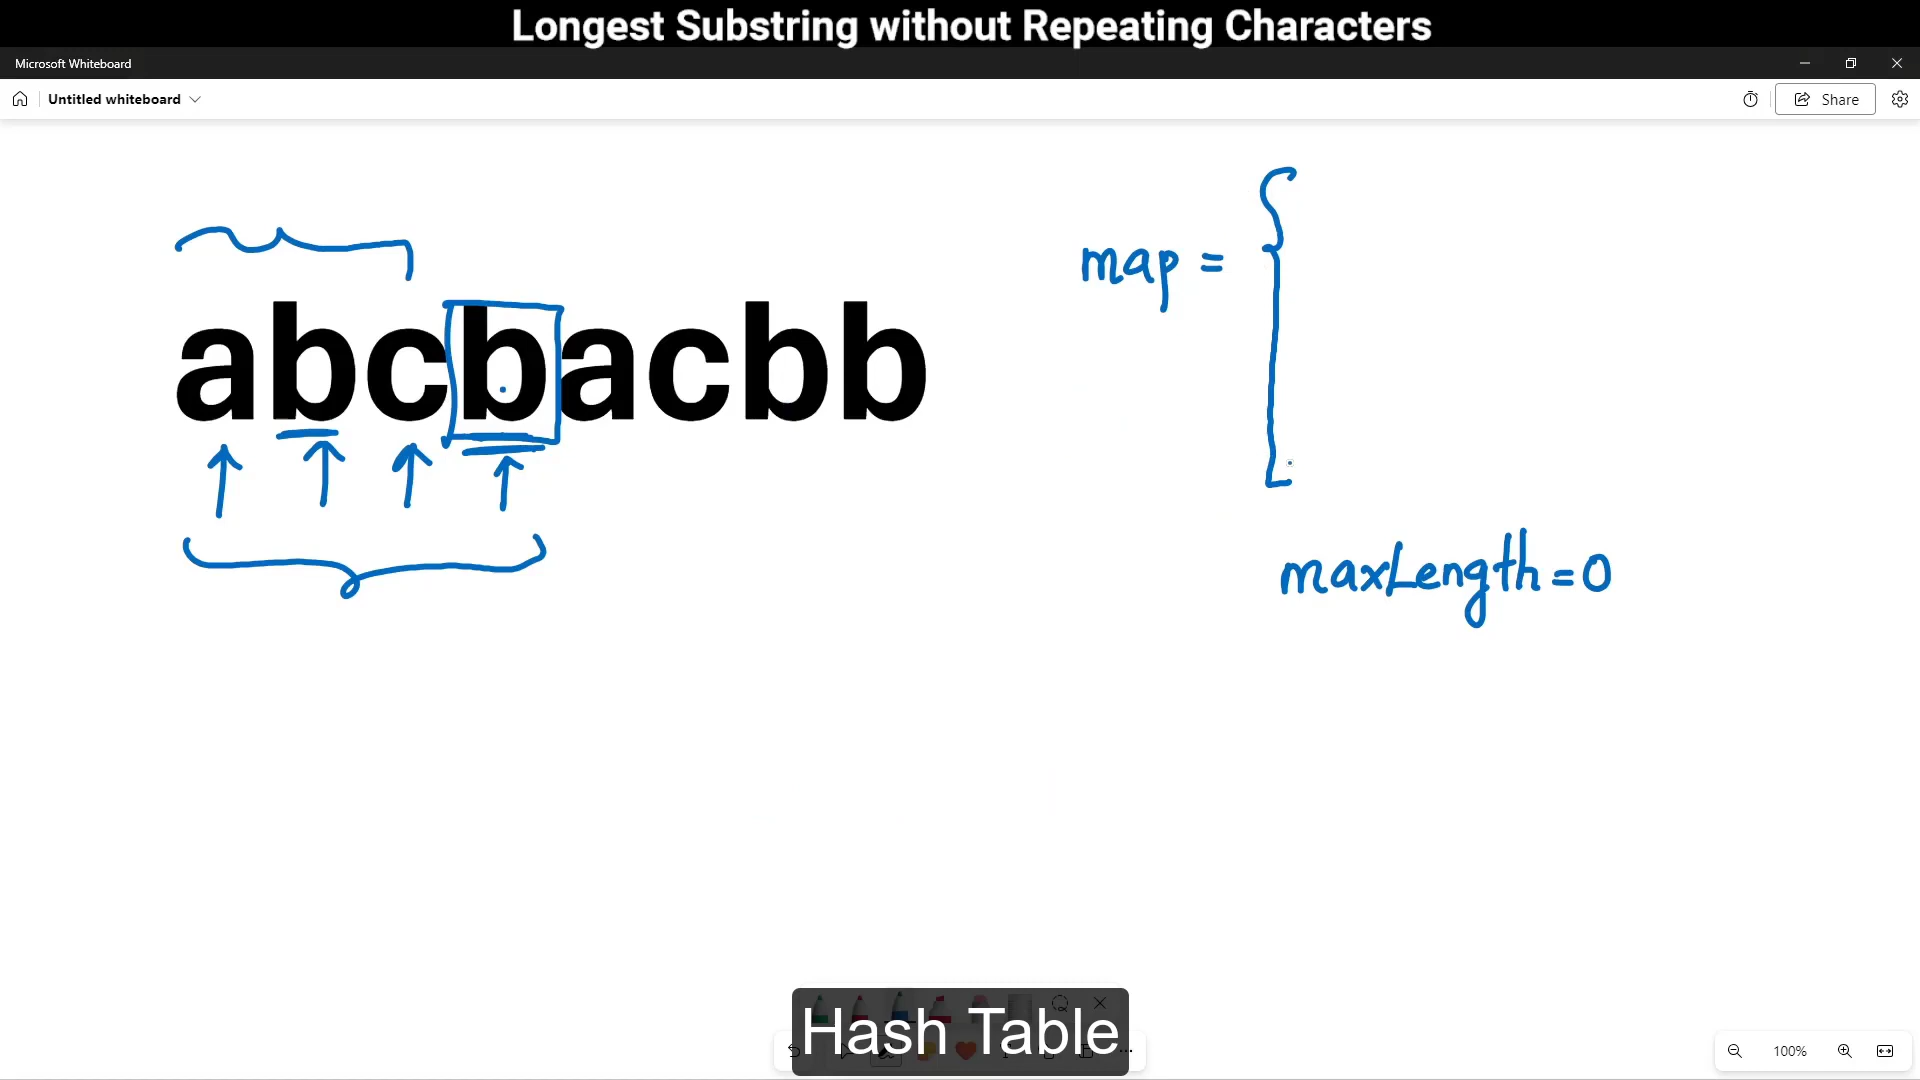 Longest Substring without Repeating Characters
Microsoft Whiteboard
Untitled whiteboard
Share
map = {
abcbacbb
maxLength = 0
Hash Table
100%